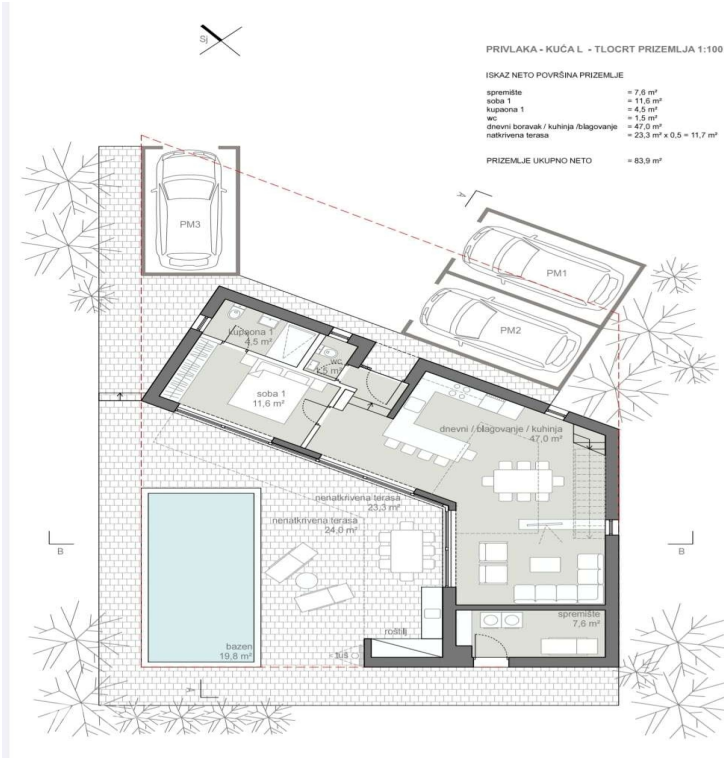 Sj
PRIVLAKA - KUĆA L - TLOCRT PRIZEMLJA 1:100
ISKAZ NETO POVRŠINA PRIZEMLJE
spremište = 7,6 m²
soba 1 = 11,6 m²
kupaona 1 = 4,5 m²
wc = 1,5 m²
dnevni boravak / kuhinja /blagovanje = 47,0 m²
natkrivena terasa = 23,3 m² x 0,5 = 11,7 m²
PRIZEMLJE UKUPNO NETO = 83,9 m²
A
PM3
PM1
PM2
kupaona 1
4,5 m²
wc
1,5 m²
soba 1
11,6 m²
dnevni / blagovanje / kuhinja
47,0 m²
nenatkrivena terasa
23,3 m²
nenatkrivena terasa
24,0 m²
B
B
spremište
7,6 m²
roštilj
tuš
bazen
19,8 m²
A